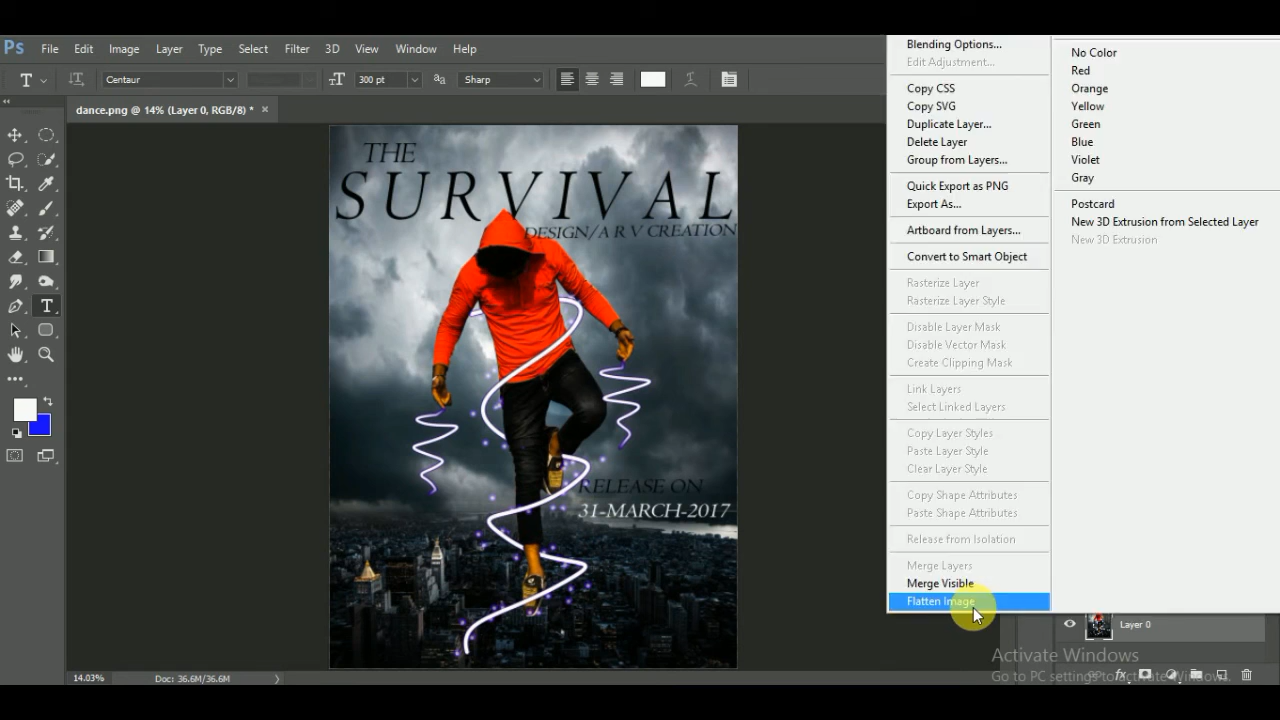 Ps File Edit Image Layer Type Select Filter 3D View Window Help
T Centaur 300 pt Sharp
dance.png @ 14% (Layer 0, RGB/8) *
THE
SURVIVAL
DESIGN/A R V CREATION
RELEASE ON
31-MARCH-2017
14.03% Doc: 36.6M/36.6M
Blending Options...
Edit Adjustment...
Copy CSS
Copy SVG
Duplicate Layer...
Delete Layer
Group from Layers...
Quick Export as PNG
Export As...
Artboard from Layers...
Convert to Smart Object
Rasterize Layer
Rasterize Layer Style
Disable Layer Mask
Disable Vector Mask
Create Clipping Mask
Link Layers
Select Linked Layers
Copy Layer Styles
Paste Layer Style
Clear Layer Style
Copy Shape Attributes
Paste Shape Attributes
Release from Isolation
Merge Layers
Merge Visible
Flatten Image
No Color
Red
Orange
Yellow
Green
Blue
Violet
Gray
Postcard
New 3D Extrusion from Selected Layer
New 3D Extrusion
Layer 0
Activate Windows
Go to PC settings to activate Windows.